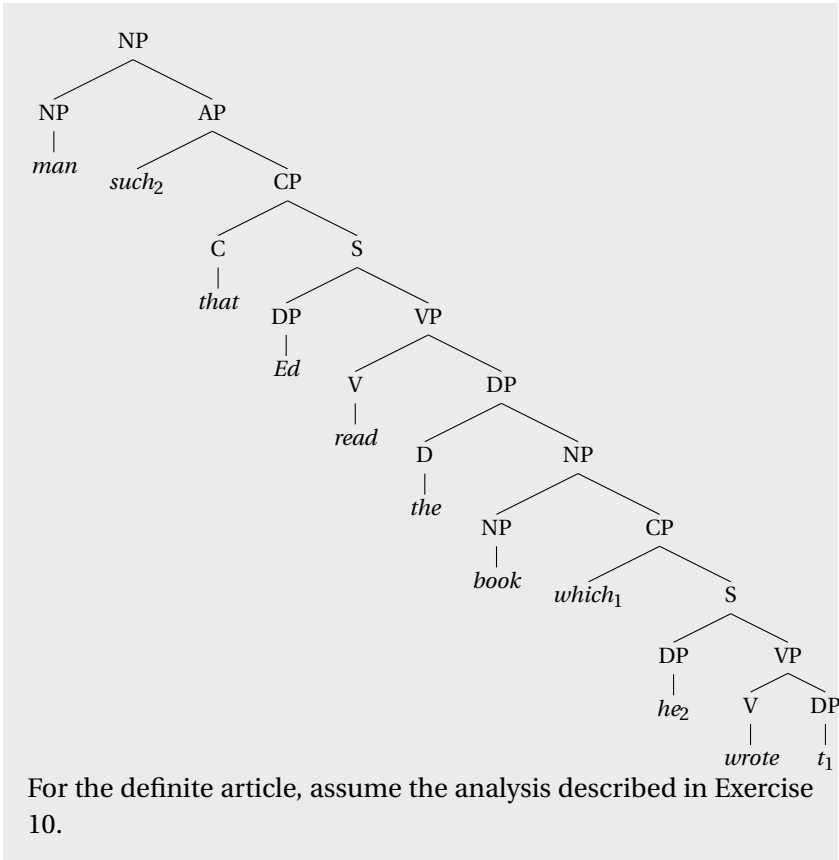 NP
NP AP
man such₂ CP
C S
that DP VP
Ed V DP
read D NP
the NP CP
book which₁ S
DP VP
he₂ V DP
wrote t₁
For the definite article, assume the analysis described in Exercise
10.